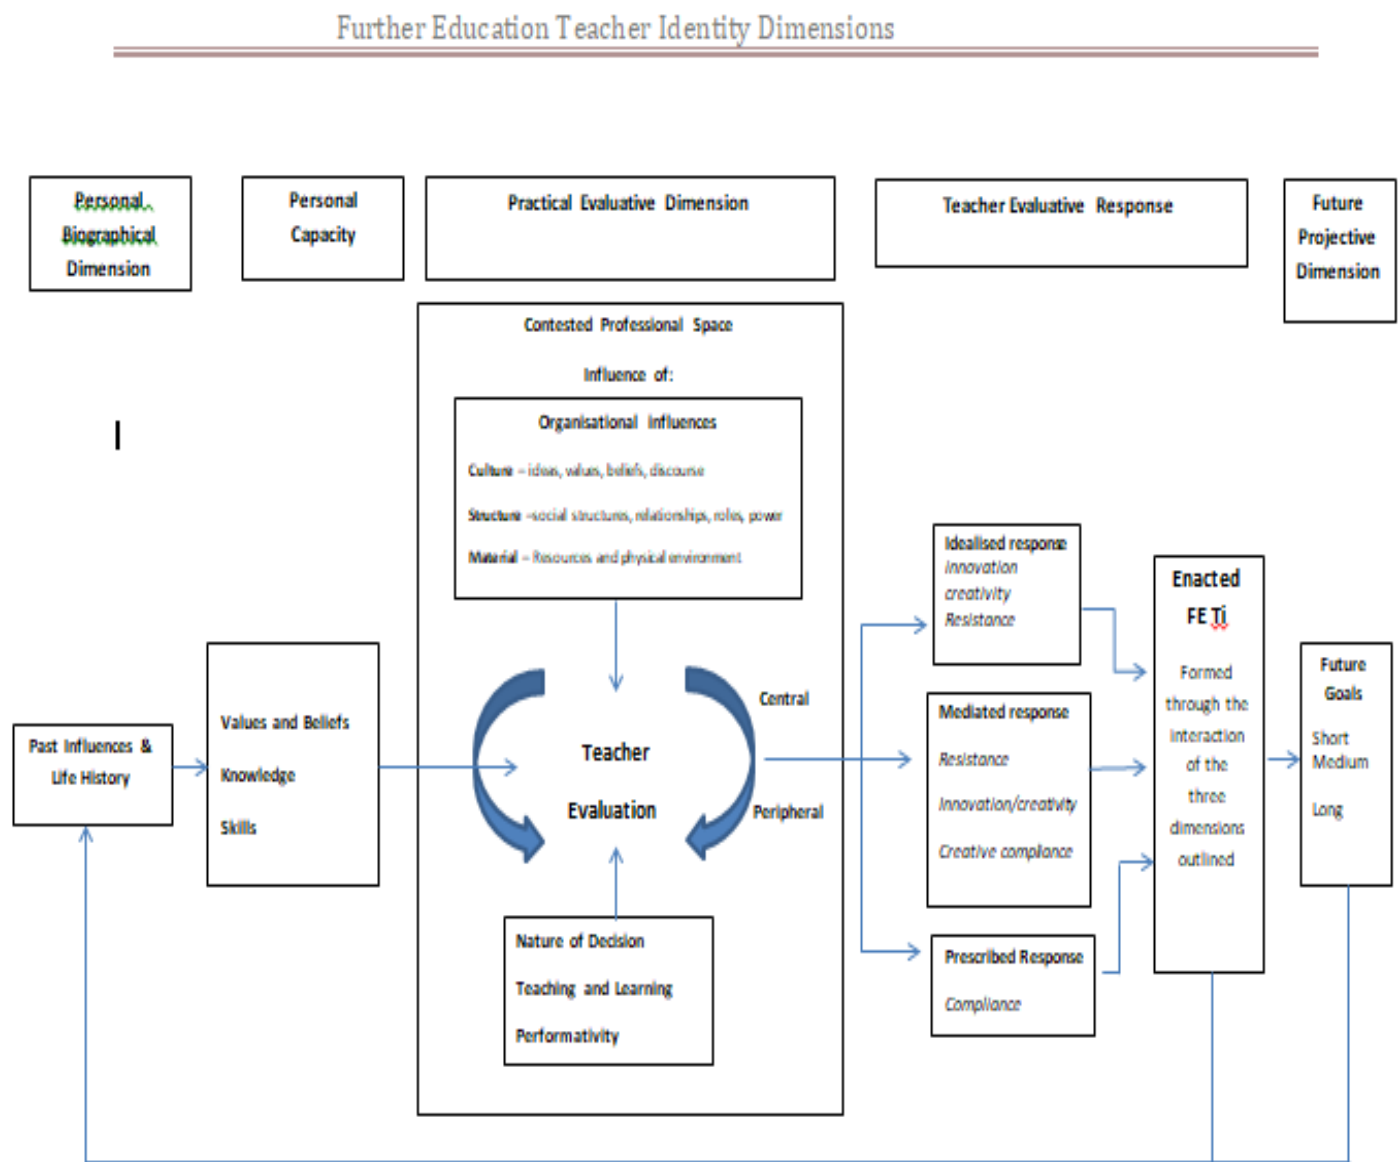 Further Education Teacher Identity Dimensions
Personal
Biographical
Dimension
Personal
Capacity
Practical Evaluative Dimension
Teacher Evaluative Response
Future
Projective
Dimension
Contested Professional Space
Influence of:
Organisational Influences
Culture – ideas, values, beliefs, discourse
Structure –social structures, relationships, roles, power
Material – Resources and physical environment
Past Influences &
Life History
Values and Beliefs
Knowledge
Skills
Teacher
Evaluation
Central
Peripheral
Nature of Decision
Teaching and Learning
Performativity
Idealised response
Innovation
creativity
Resistance
Mediated response
Resistance
Innovation/creativity
Creative compliance
Prescribed Response
Compliance
Enacted
FE Ti
Formed
through the
interaction
of the
three
dimensions
outlined
Future
Goals
Short
Medium
Long